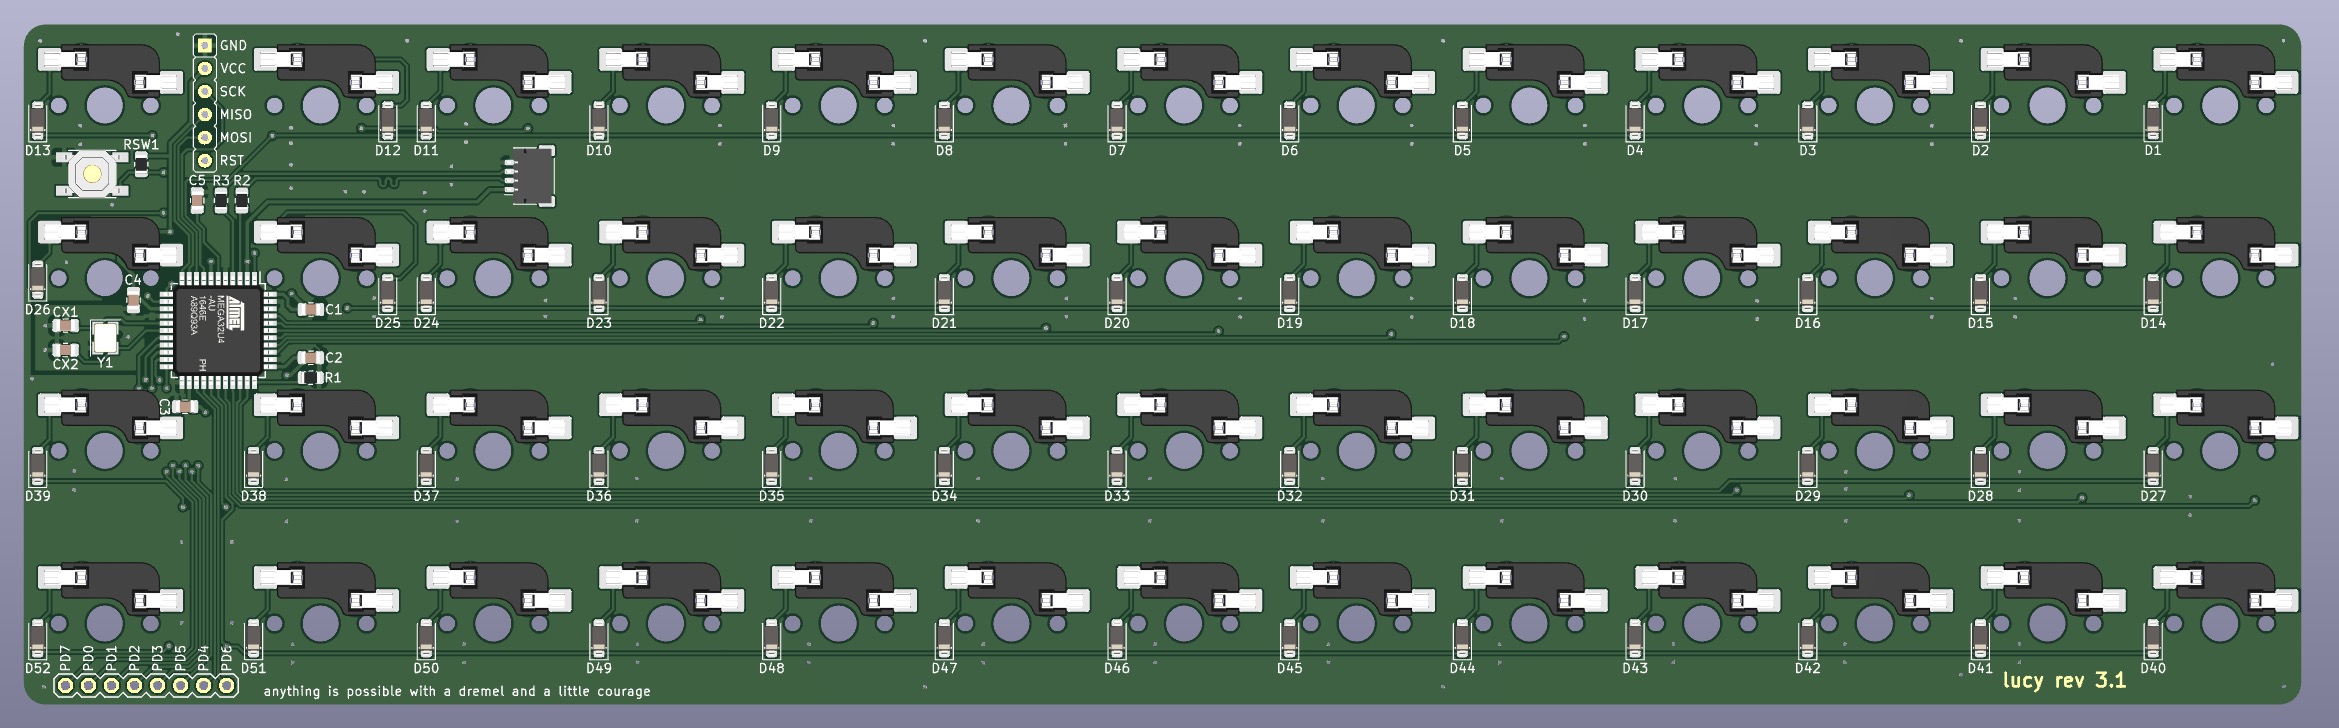 GND
VCC
SCK
MISO
MOSI
RST
D13
RSW1
D12
D11
D10
D9
D8
D7
D6
D5
D4
D3
D2
D1
C5
R3
R2
D26
C4
C1
D25
D24
D23
D22
D21
D20
D19
D18
D17
D16
D15
D14
CX1
CX2
Y1
ATMEL
MEGA32U4
-AU
1646E
A89Q93A
PH
C2
R1
C3
D39
D38
D37
D36
D35
D34
D33
D32
D31
D30
D29
D28
D27
D52
PD7
PD0
PD1
PD2
PD3
PD5
PD4
PD6
D51
D50
D49
D48
D47
D46
D45
D44
D43
D42
D41
D40
anything is possible with a dremel and a little courage
lucy rev 3.1